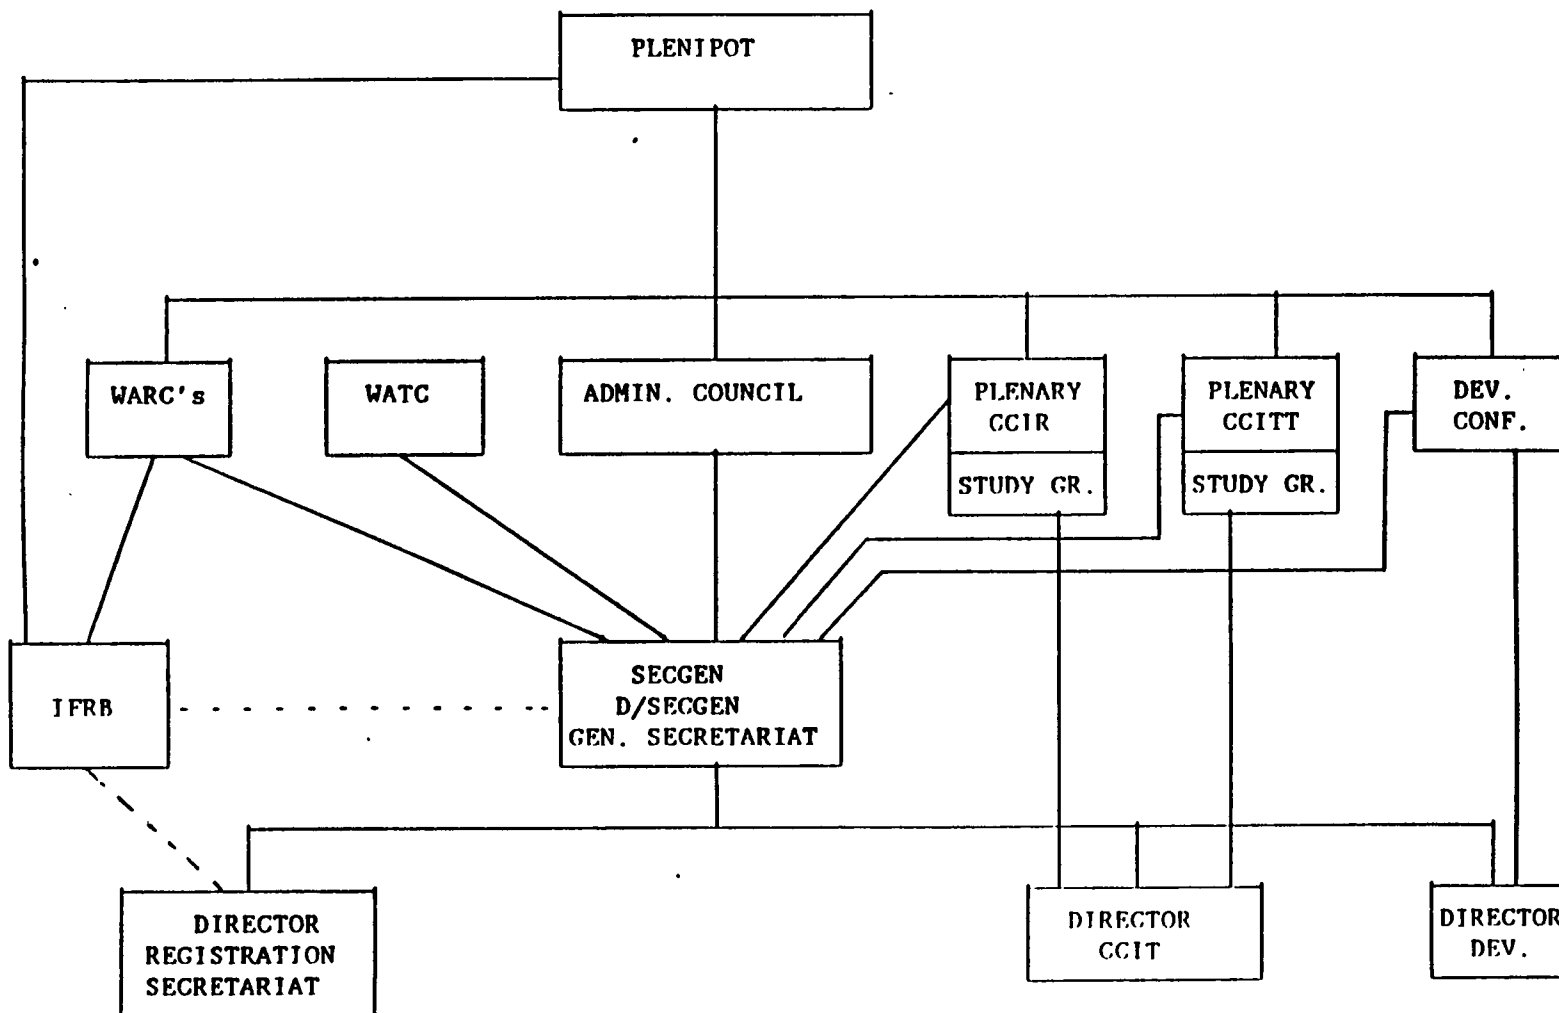 PLENIPOT
WARC's
WATC
ADMIN. COUNCIL
PLENARY
CCIR
STUDY GR.
PLENARY
CCITT
STUDY GR.
DEV.
CONF.
IFRB
SECGEN
D/SECGEN
GEN. SECRETARIAT
DIRECTOR
REGISTRATION
SECRETARIAT
DIRECTOR
CCIT
DIRECTOR
DEV.